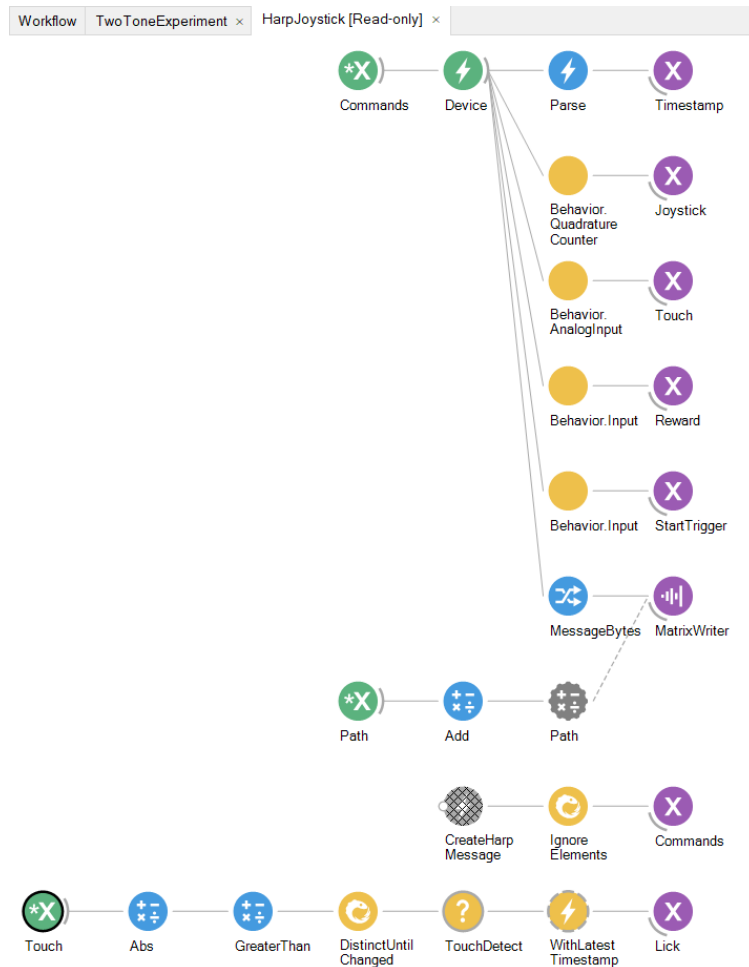 Workflow TwoToneExperiment × HarpJoystick [Read-only] ×
*X X
Commands Device Parse Timestamp
X
Behavior. Joystick
Quadrature
Counter
X
Behavior. Touch
AnalogInput
X
Behavior.Input Reward
X
Behavior.Input StartTrigger
MessageBytes MatrixWriter
*X + - × ÷ + - × ÷
Path Add Path
X
CreateHarp Ignore Commands
Message Elements
*X + - × ÷ + - × ÷ ? X
Touch Abs GreaterThan DistinctUntil TouchDetect WithLatest Lick
Changed Timestamp